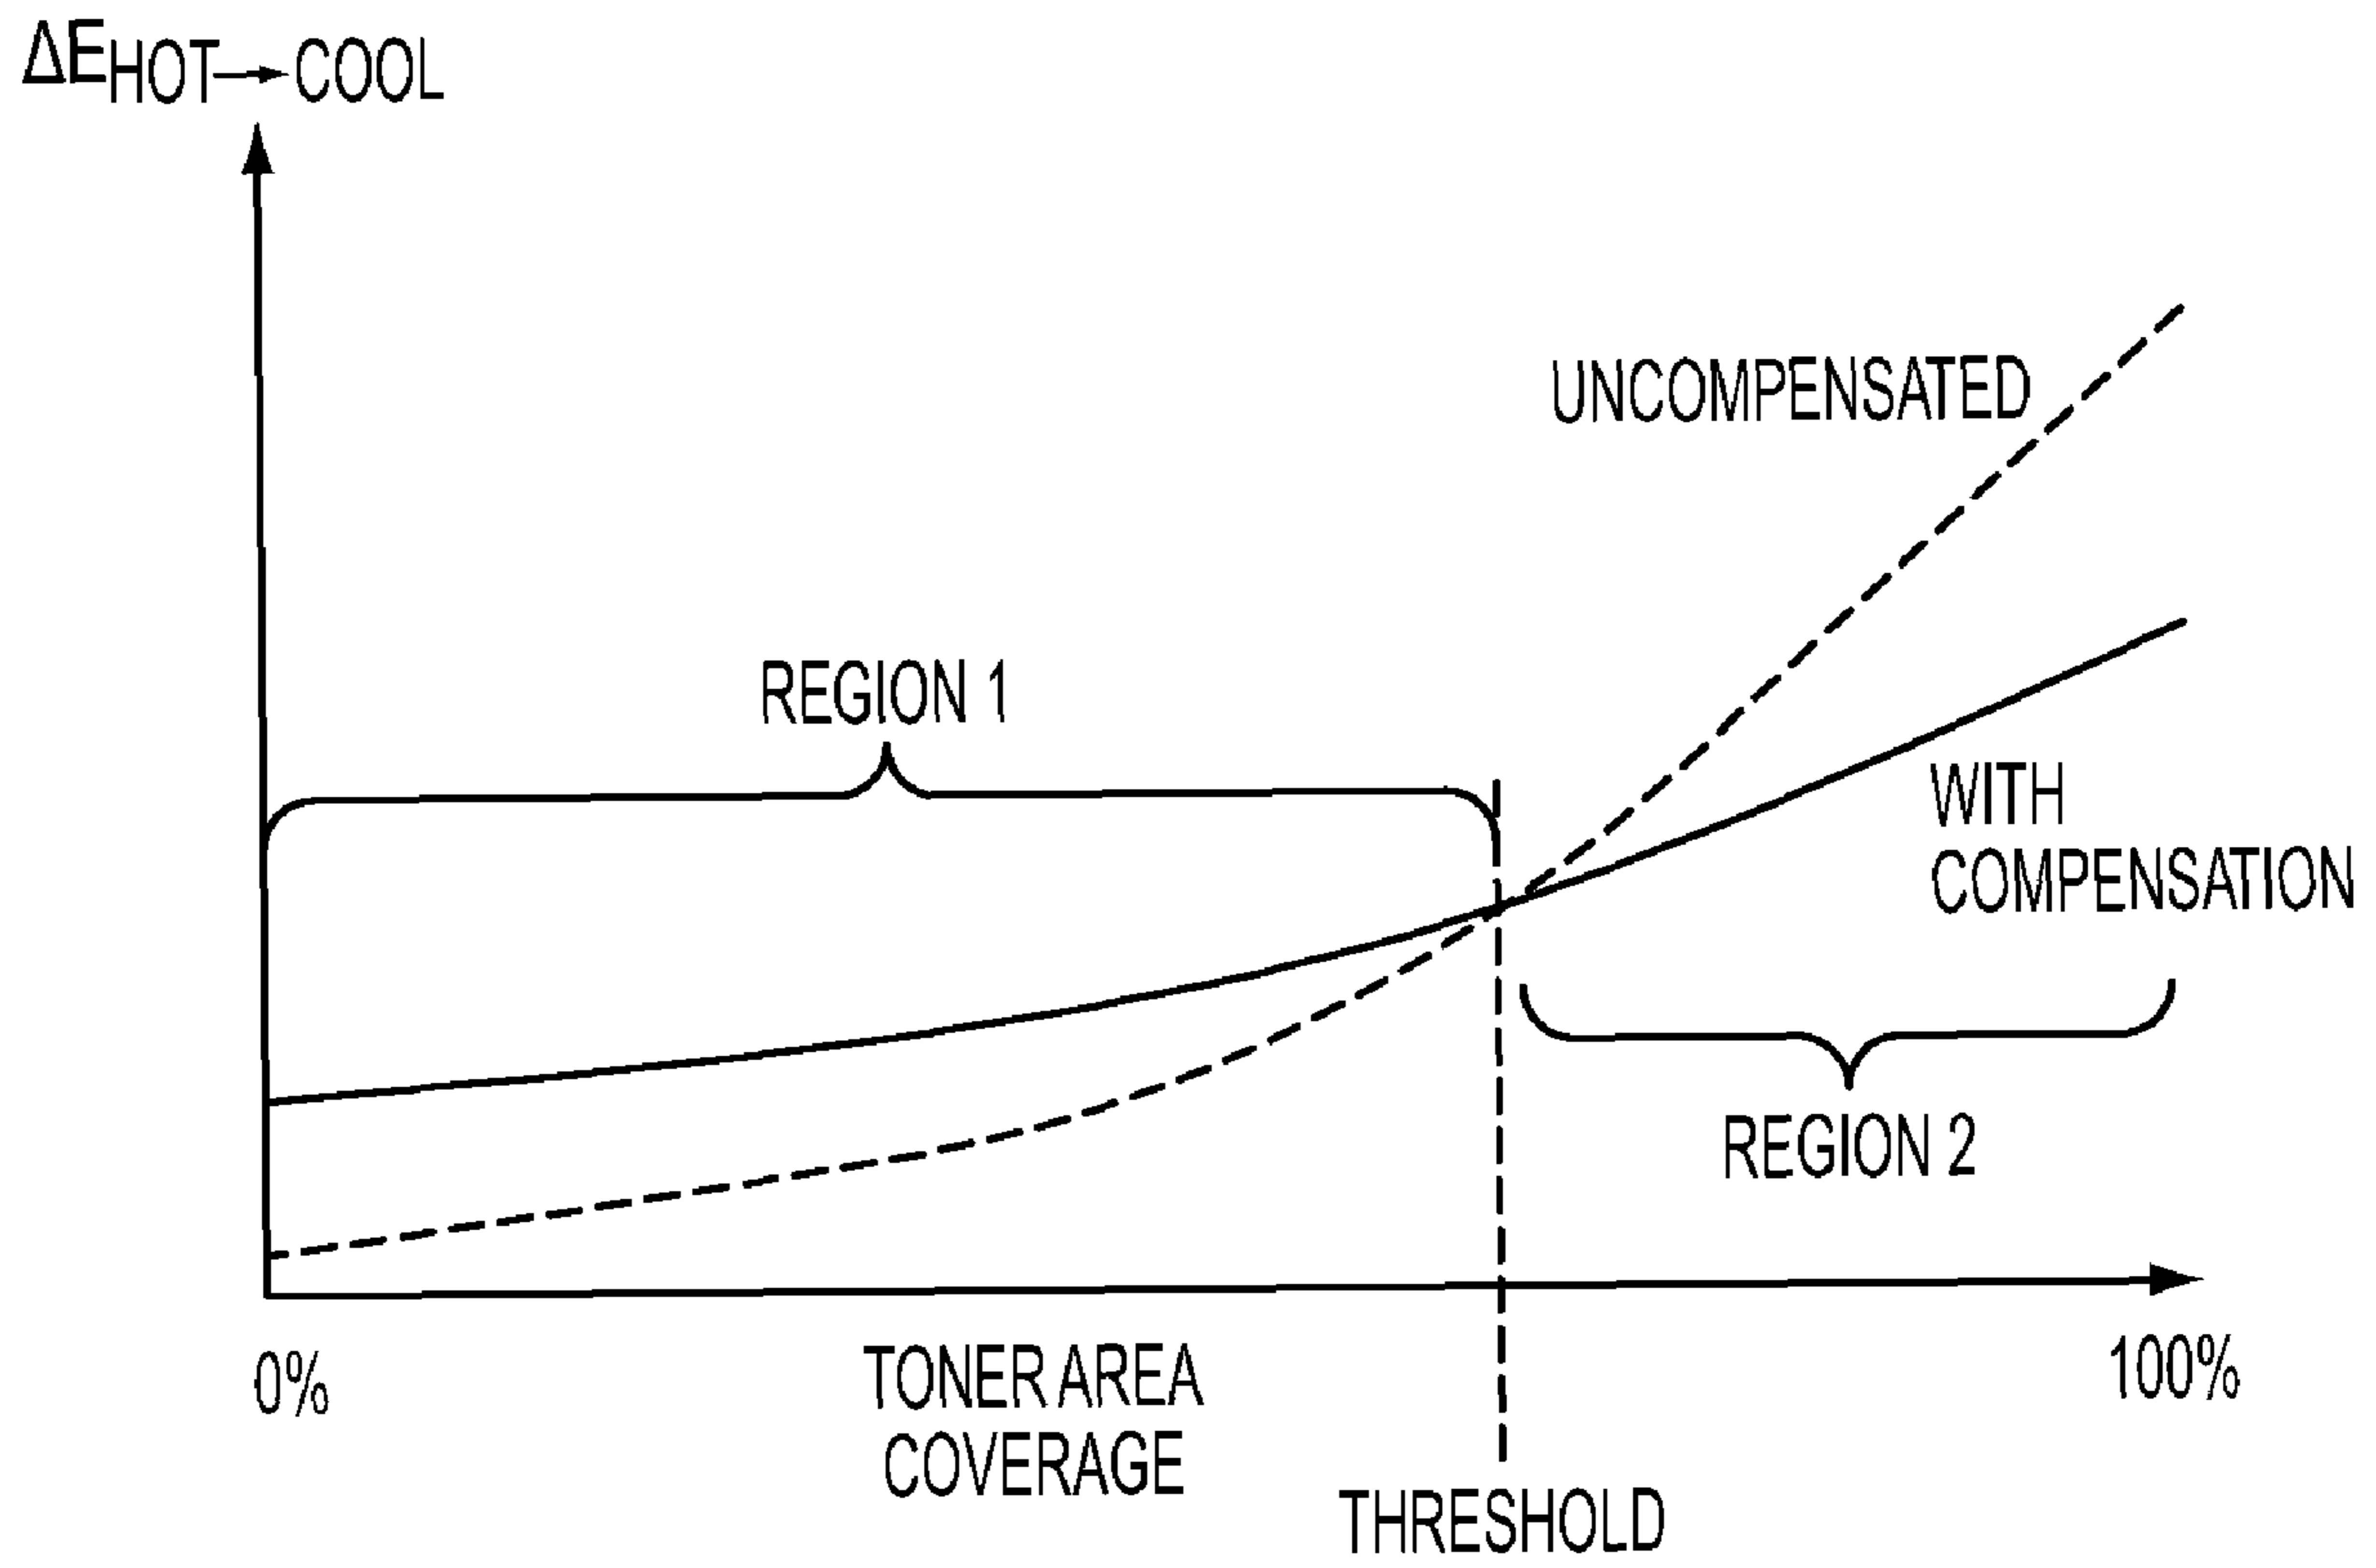 ΔEHOT→COOL
UNCOMPENSATED
REGION 1
WITH
COMPENSATION
REGION 2
0%
TONER AREA
COVERAGE
100%
THRESHOLD